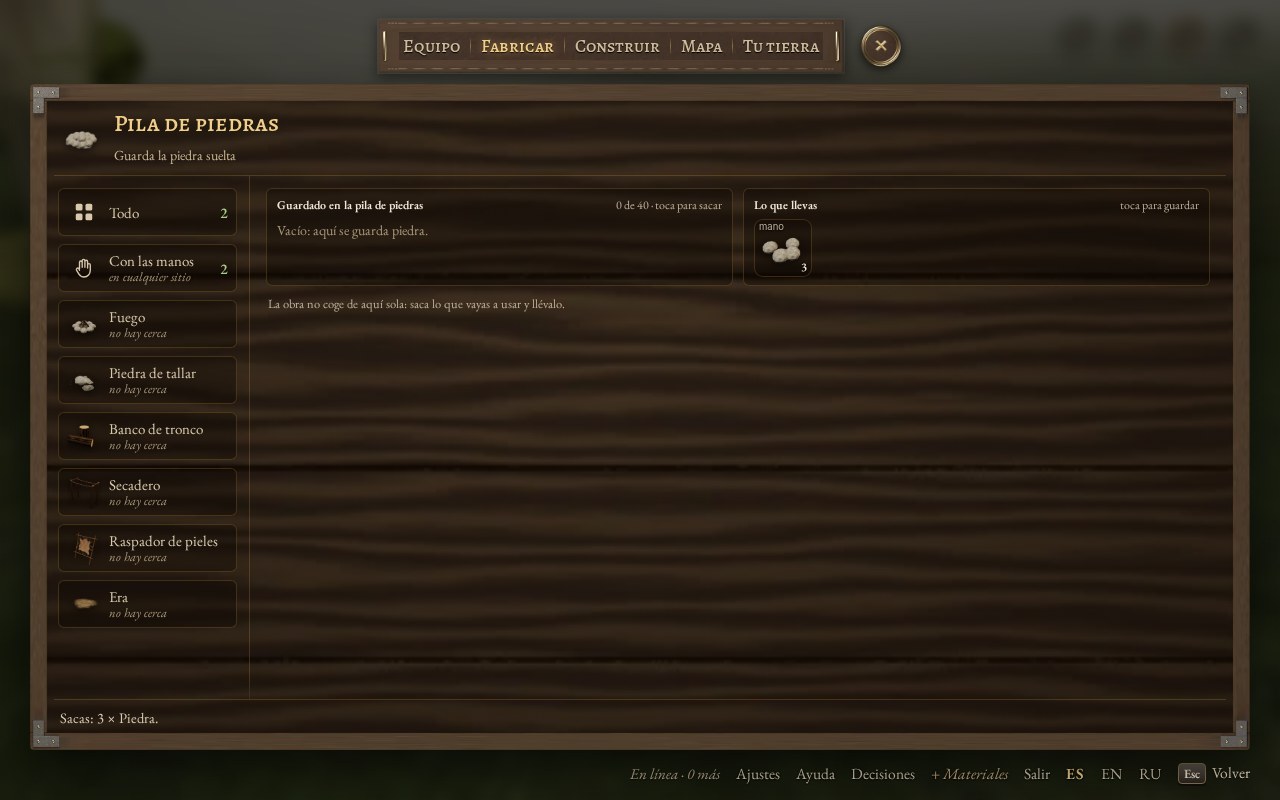 Equipo Fabricar Construir Mapa Tu tierra ×
Pila de piedras
Guarda la piedra suelta
Todo 2
Con las manos 2
en cualquier sitio
Fuego
no hay cerca
Piedra de tallar
no hay cerca
Banco de tronco
no hay cerca
Secadero
no hay cerca
Raspador de pieles
no hay cerca
Era
no hay cerca
Guardado en la pila de piedras 0 de 40 · toca para sacar
Vacío: aquí se guarda piedra.
Lo que llevas toca para guardar
mano
3
La obra no coge de aquí sola: saca lo que vayas a usar y llévalo.
Sacas: 3 × Piedra.
En línea · 0 más Ajustes Ayuda Decisiones + Materiales Salir ES EN RU Esc Volver